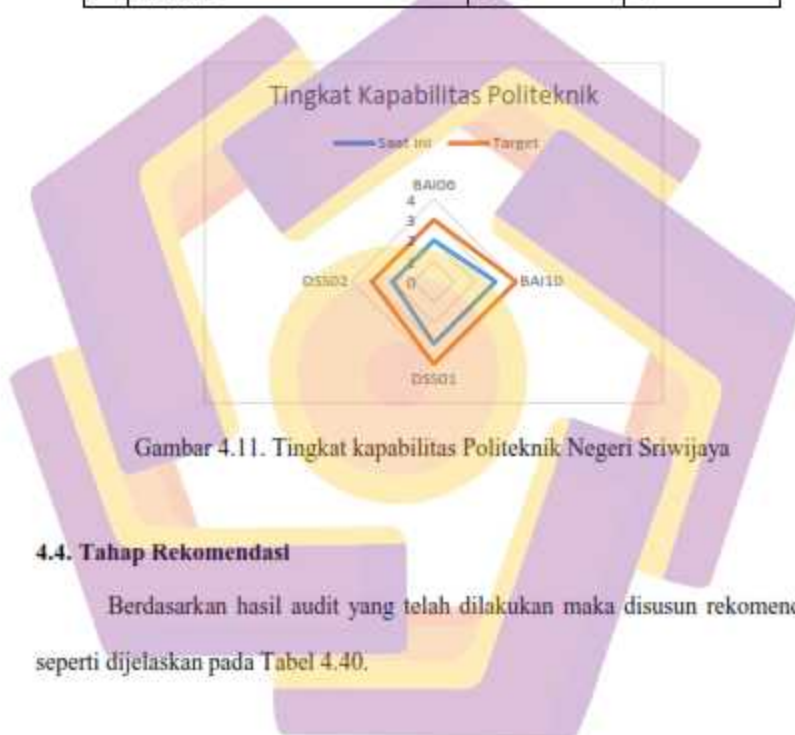 Tingkat Kapabilitas Politeknik
Saat ini Target
BAI06
4
3
2
1
0
DSS02
BAI10
DSS01
Gambar 4.11. Tingkat kapabilitas Politeknik Negeri Sriwijaya
4.4. Tahap Rekomendasi
Berdasarkan hasil audit yang telah dilakukan maka disusun
seperti dijelaskan pada Tabel 4.40.